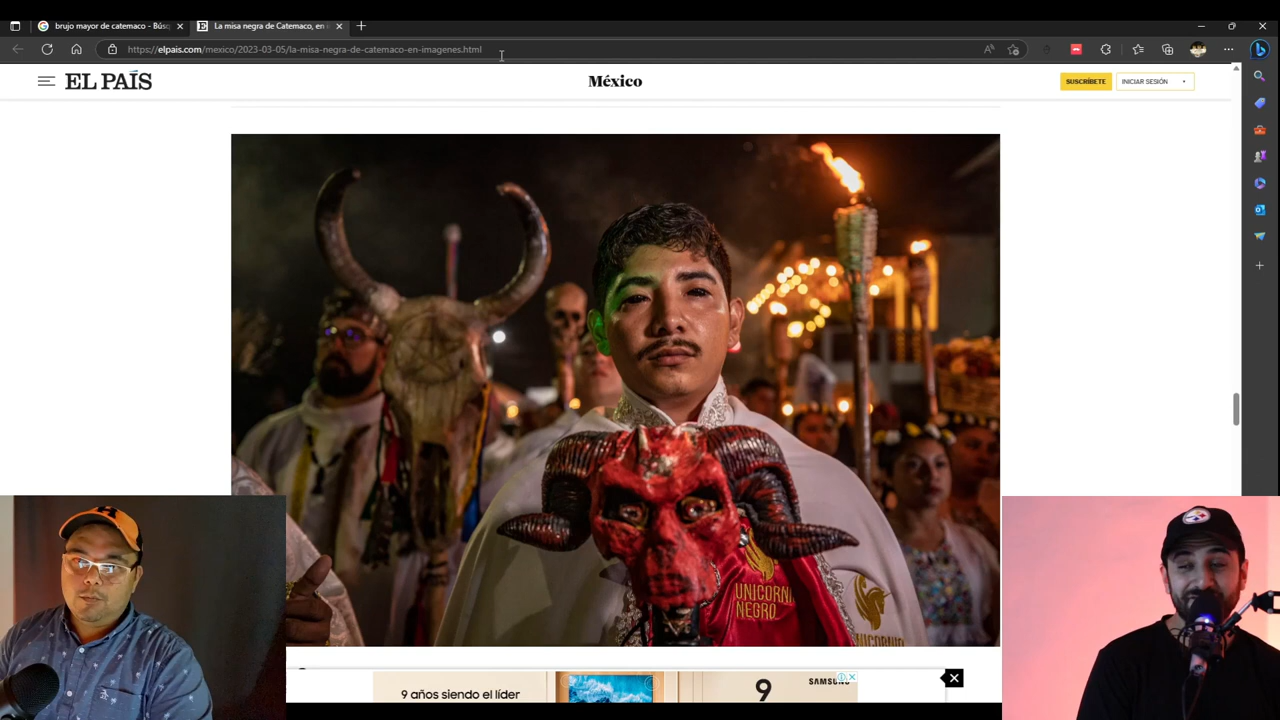 brujo mayor de catemaco - Búsq
La misa negra de Catemaco, en i
https://elpais.com/mexico/2023-03-05/la-misa-negra-de-catemaco-en-imagenes.html
EL PAÍS
México
SUSCRÍBETE
INICIAR SESIÓN
UNICORNI
NEGRO
UNICORNIO
9 años siendo el líder
9
SAMSUNG